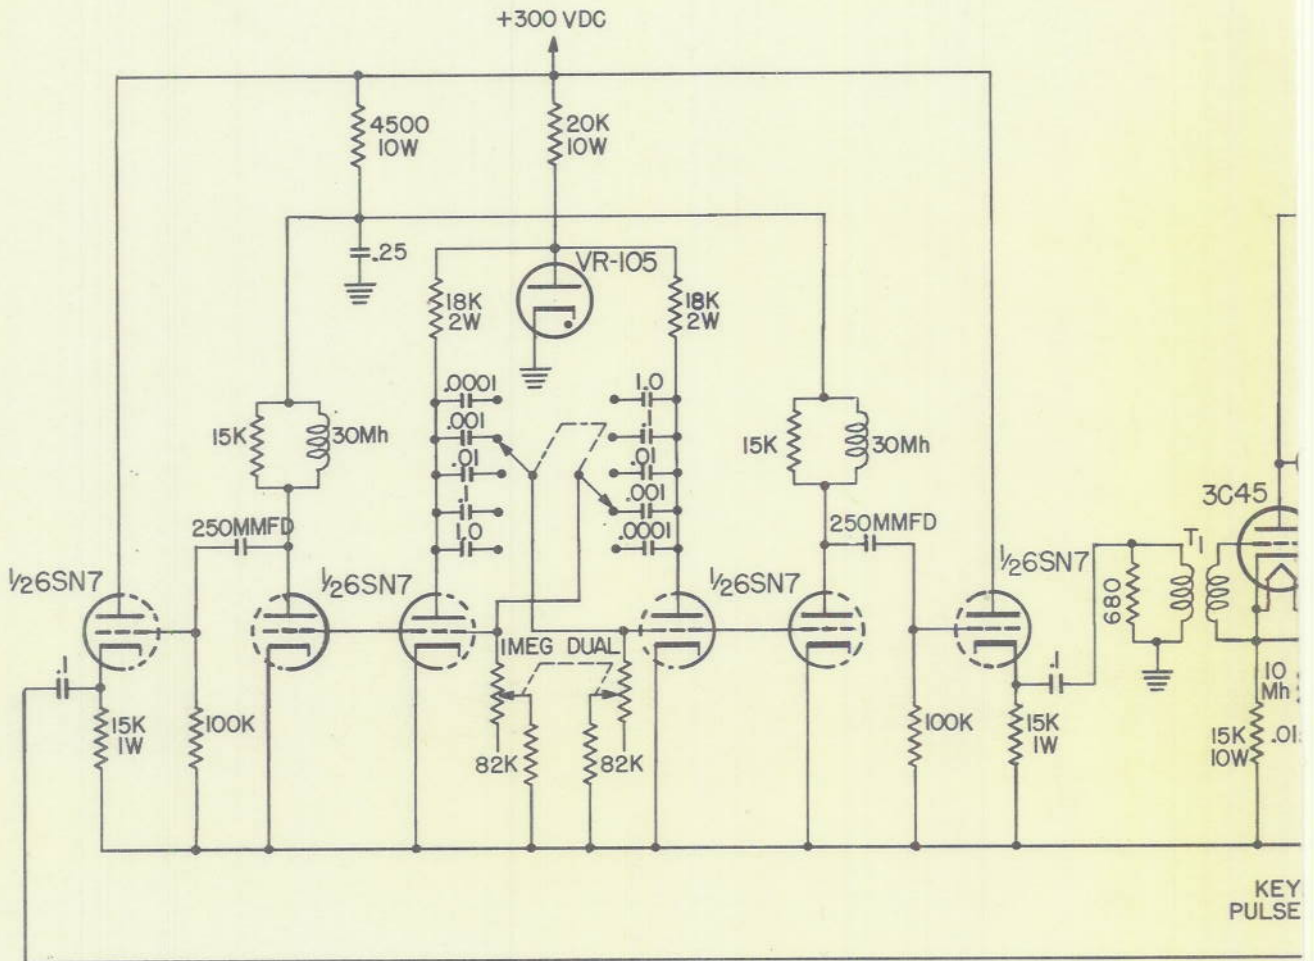 +300 VDC
4500
10W
20K
10W
.25
VR-105
18K
2W
18K
2W
.0001
.001
.01
.1
1.0
1.0
.1
.01
.001
.0001
15K
30Mh
15K
30Mh
250MMFD
250MMFD
3C45
T1
½6SN7
½6SN7
½6SN7
½6SN7
680
1MEG DUAL
.1
15K
1W
100K
82K
82K
100K
.1
15K
1W
10
Mh
15K
10W
.01
KEY
PULSE